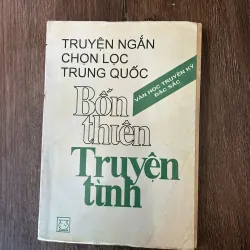 TRUYỆN NGẮN
CHỌN LỌC
TRUNG QUỐC
VĂN HỌC TRUYỀN KỲ
ĐẶC SẮC
Bốn
thiên
Truyện
tình